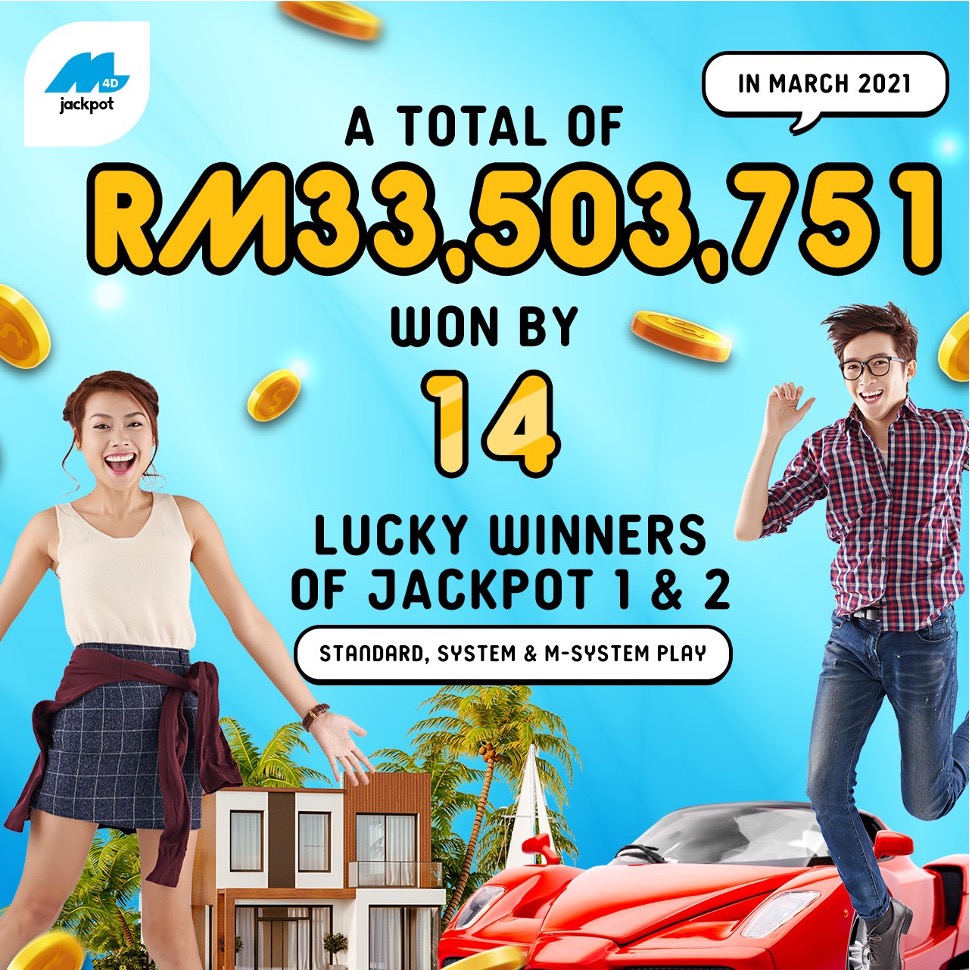 M 4D
jackpot
IN MARCH 2021
A TOTAL OF
RM33,503,751
WON BY
14
LUCKY WINNERS
OF JACKPOT 1 & 2
STANDARD, SYSTEM & M-SYSTEM PLAY